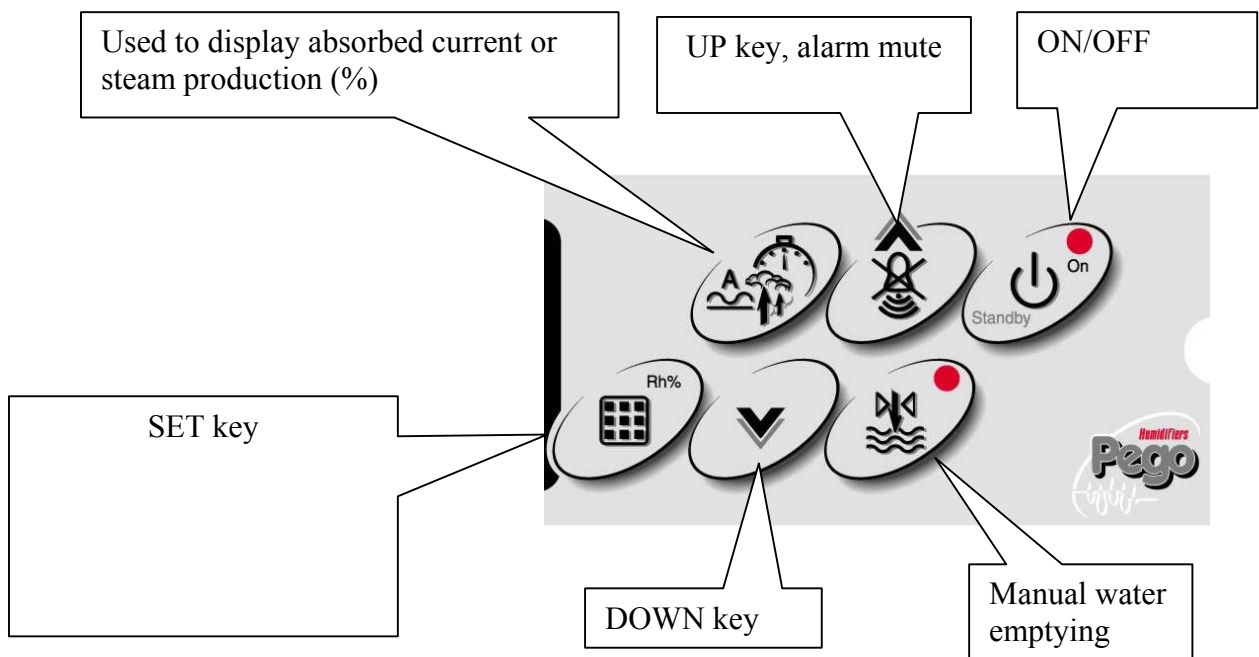 Used to display absorbed current or
steam production (%)
UP key, alarm mute
ON/OFF
A
On
Standby
Rh%
SET key
Humidifiers
Pego
DOWN key
Manual water
emptying